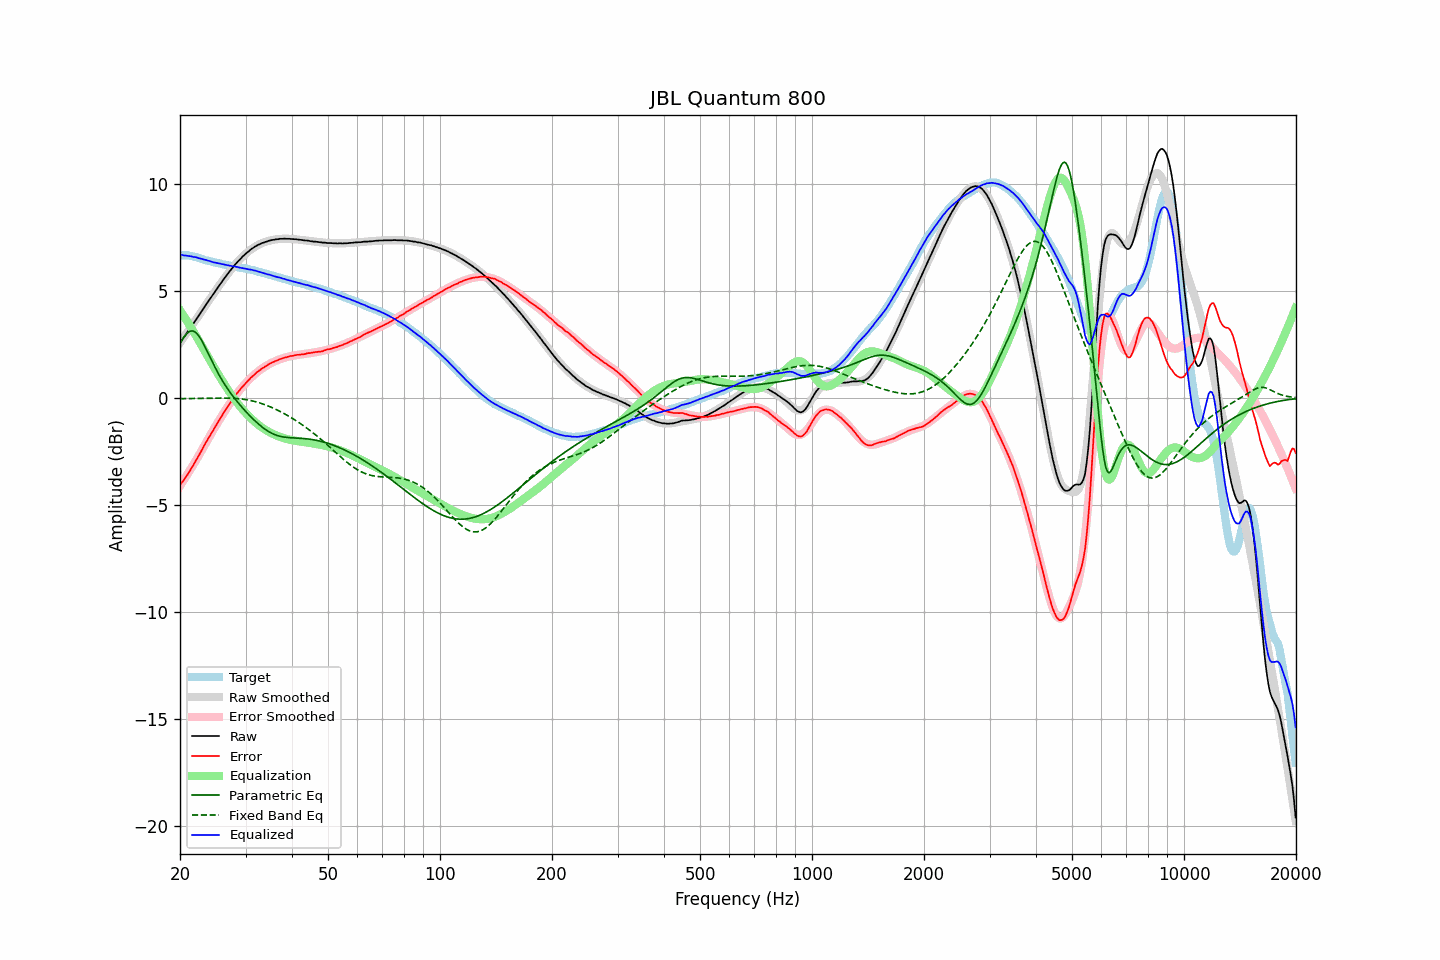 JBL Quantum 800
Amplitude (dBr)
10
5
0
−5
−10
−15
−20
Target
Raw Smoothed
Error Smoothed
Raw
Error
Equalization
Parametric Eq
Fixed Band Eq
Equalized
20 50 100 200 500 1000 2000 5000 10000 20000
Frequency (Hz)